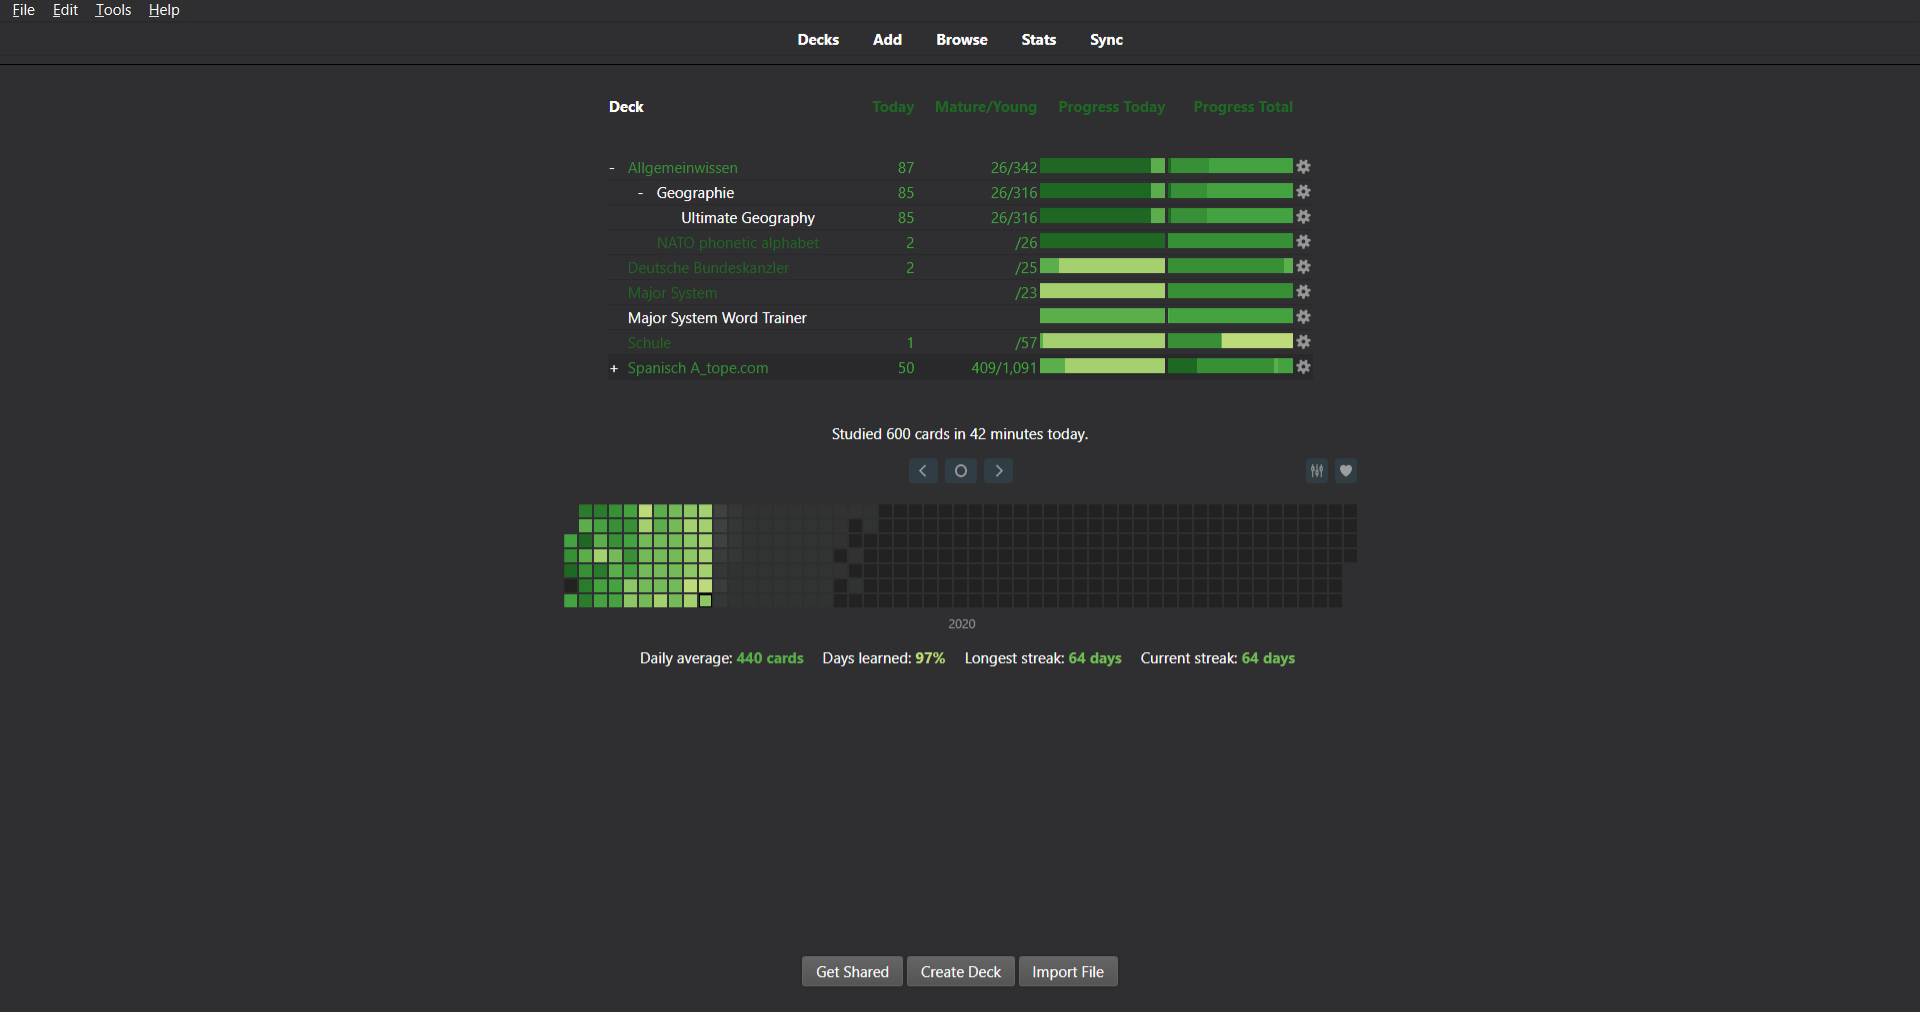 File Edit Tools Help
Decks Add Browse Stats Sync
Deck Today Mature/Young Progress Today Progress Total
- Allgemeinwissen 87 26/342
- Geographie 85 26/316
Ultimate Geography 85 26/316
NATO phonetic alphabet 2 /26
Deutsche Bundeskanzler 2 /25
Major System /23
Major System Word Trainer
Schule 1 /57
+ Spanisch A_tope.com 50 409/1,091
Studied 600 cards in 42 minutes today.
2020
Daily average: 440 cards Days learned: 97% Longest streak: 64 days Current streak: 64 days
Get Shared Create Deck Import File